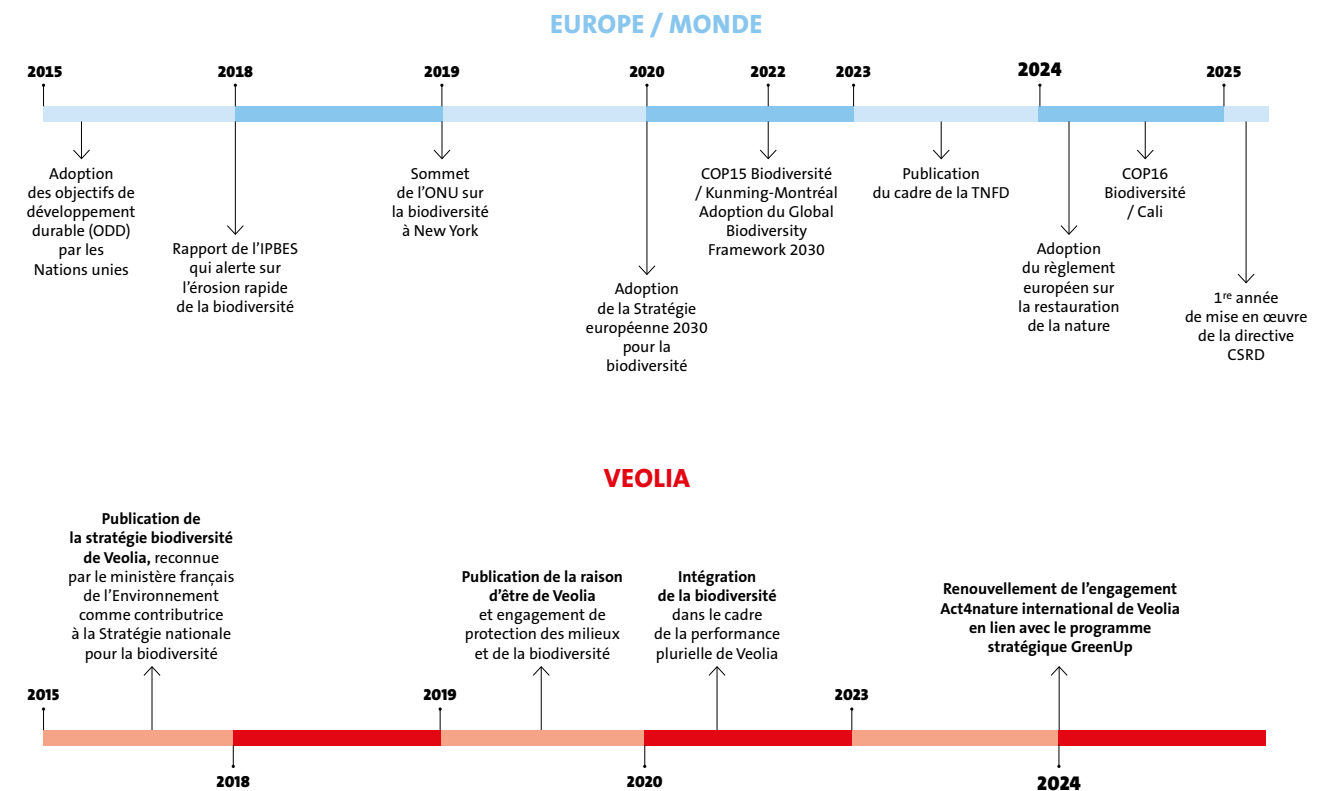 EUROPE / MONDE
2015
2018
2019
2020
2022
2023
2024
2025
Adoption
des objectifs de
développement
durable (ODD)
par les
Nations unies
Rapport de l’IPBES
qui alerte sur
l’érosion rapide
de la biodiversité
Sommet
de l’ONU sur
la biodiversité
à New York
Adoption
de la Stratégie
européenne 2030
pour la
biodiversité
COP15 Biodiversité
/ Kunming-Montréal
Adoption du Global
Biodiversity
Framework 2030
Publication
du cadre de la TNFD
Adoption
du règlement
européen sur
la restauration
de la nature
COP16
Biodiversité
/ Cali
1re année
de mise en œuvre
de la directive
CSRD
VEOLIA
Publication de
la stratégie biodiversité
de Veolia, reconnue
par le ministère français
de l’Environnement
comme contributrice
à la Stratégie nationale
pour la biodiversité
Publication de la raison
d’être de Veolia
et engagement de
protection des milieux
et de la biodiversité
Intégration
de la biodiversité
dans le cadre
de la performance
plurielle de Veolia
Renouvellement de l’engagement
Act4nature international de Veolia
en lien avec le programme
stratégique GreenUp
2015
2019
2023
2018
2020
2024